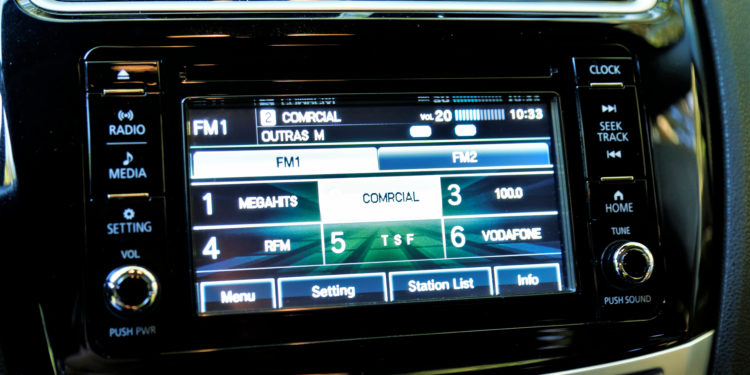 CLOCK
RADIO
MEDIA
SETTING
VOL
PUSH PWR
FM1
2 COMRCIAL
VOL 20
10:33
OUTRAS M
FM1
FM2
1 MEGAHITS
COMRCIAL
3 100.0
4 RFM
5 T S F
6 VODAFONE
Menu
Setting
Station List
Info
SEEK
TRACK
HOME
TUNE
PUSH SOUND